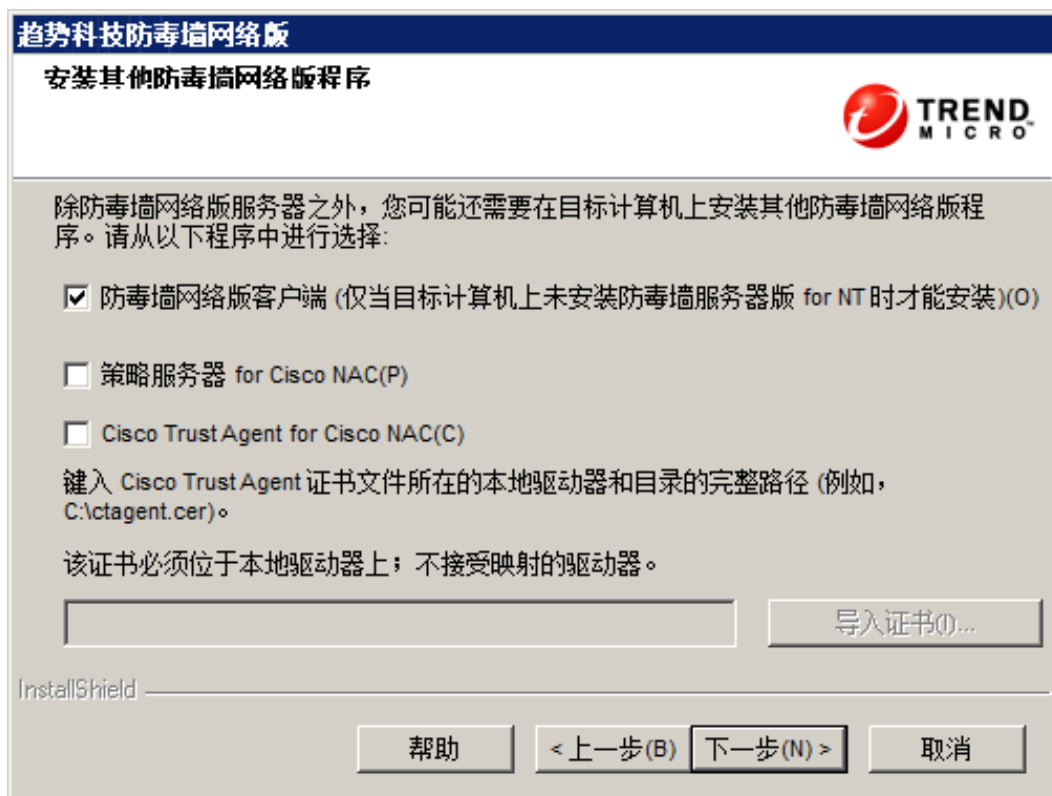 趋势科技防毒墙网络版
安装其他防毒墙网络版程序
TREND
MICRO
除防毒墙网络版服务器之外，您可能还需要在目标计算机上安装其他防毒墙网络版程
序。请从以下程序中进行选择:
防毒墙网络版客户端 (仅当目标计算机上未安装防毒墙服务器版 for NT 时才能安装)(O)
策略服务器 for Cisco NAC(P)
Cisco Trust Agent for Cisco NAC(C)
键入 Cisco Trust Agent 证书文件所在的本地驱动器和目录的完整路径 (例如，
C:\ctagent.cer)。
该证书必须位于本地驱动器上；不接受映射的驱动器。
导入证书(I)...
InstallShield
帮助 < 上一步(B) 下一步(N) > 取消